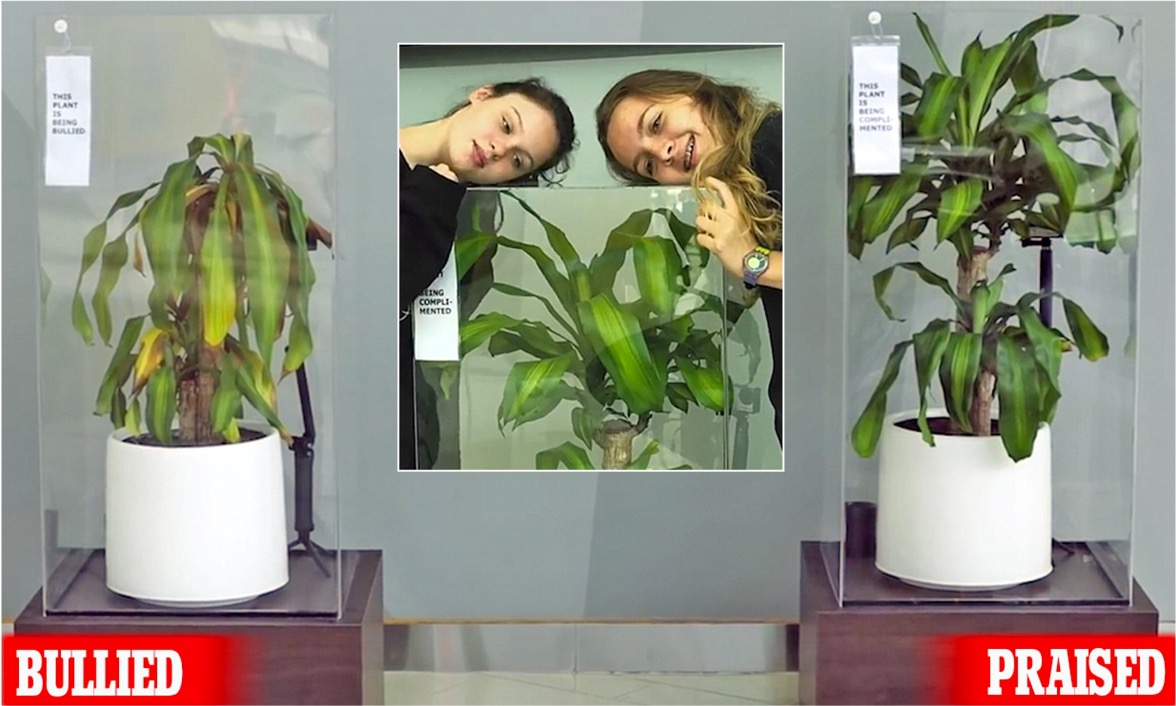 THIS
PLANT
IS
BEING
BULLIED
BEING
COMPLI-
MENTED
THIS
PLANT
IS
BEING
COMPLI-
MENTED
BULLIED
PRAISED